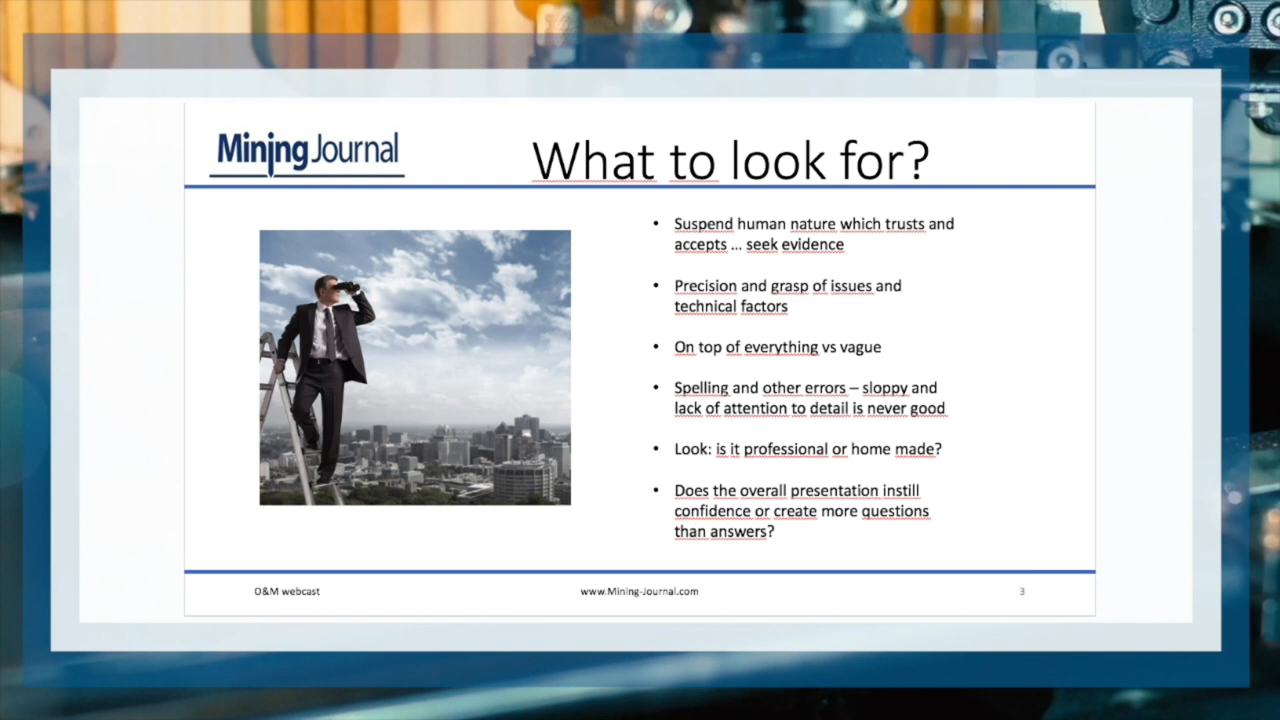 Mining Journal
What to look for?
• Suspend human nature which trusts and
accepts ... seek evidence
• Precision and grasp of issues and
technical factors
• On top of everything vs vague
• Spelling and other errors – sloppy and
lack of attention to detail is never good
• Look: is it professional or home made?
• Does the overall presentation instill
confidence or create more questions
than answers?
O&M webcast
www.Mining-Journal.com
3